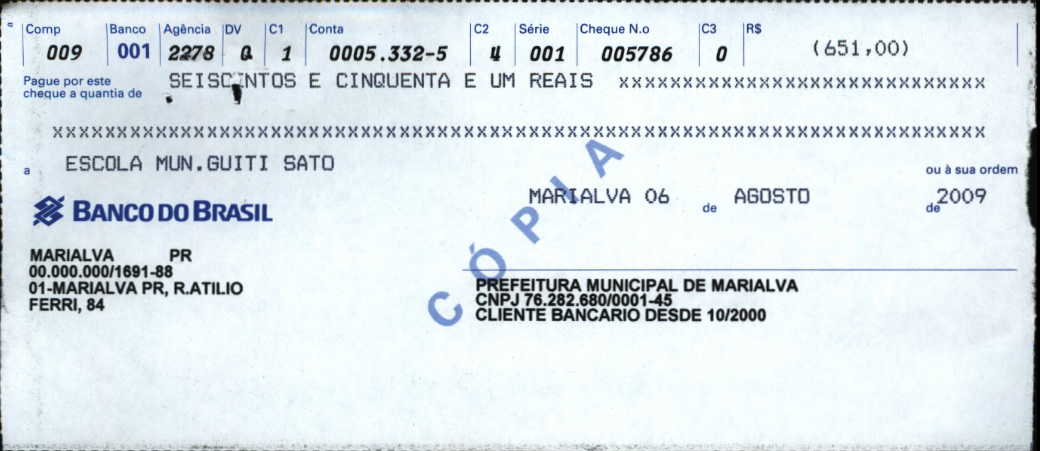 Comp Banco Agência DV C1 Conta C2 Série Cheque N.o C3 R$
009 001 2278 1 0005.332-5 4 001 005786 0 (651,00)
Pague por este cheque a quantia de SEISCENTOS E CINQUENTA E UM REAIS xxxxxxxxxxxxxxxxxxxxxxxxxxxxx
xxxxxxxxxxxxxxxxxxxxxxxxxxxxxxxxxxxxxxxxxxxxxxxxxxxxxxxxxxxxxxxxxxxxxxxxx
a ESCOLA MUN.GUITI SATO ou à sua ordem
MARIALVA 06 de AGOSTO de 2009
BANCO DO BRASIL
CÓPIA
MARIALVA PR
00.000.000/1691-88
01-MARIALVA PR, R.ATILIO
FERRI, 84
PREFEITURA MUNICIPAL DE MARIALVA
CNPJ 76.282.680/0001-45
CLIENTE BANCARIO DESDE 10/2000